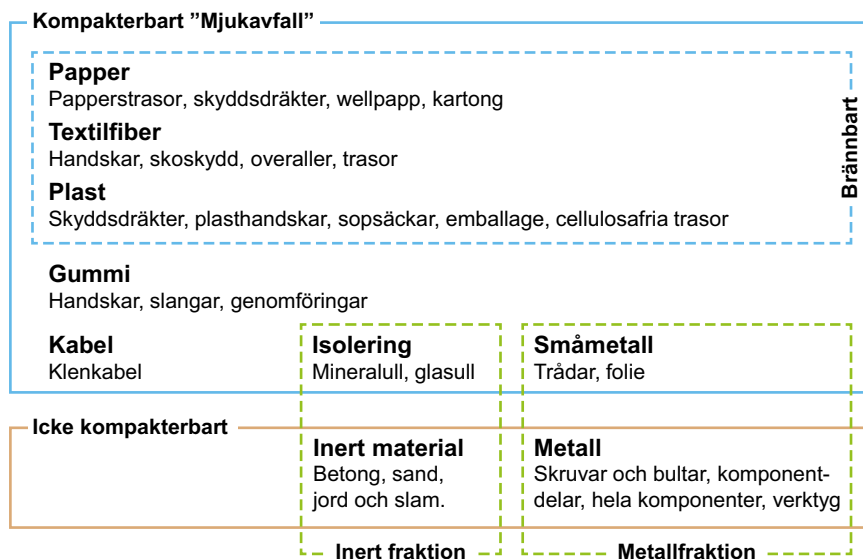 Kompakterbart ”Mjukavfall”
Papper
Papperstrasor, skyddsdräkter, wellpapp, kartong
Textilfiber
Handskar, skoskydd, overaller, trasor
Plast
Skyddsdräkter, plasthandskar, sopsäckar, emballage, cellulosafria trasor
Brännbart
Gummi
Handskar, slangar, genomföringar
Kabel
Klenkabel
Isolering
Mineralull, glasull
Småmetall
Trådar, folie
Icke kompakterbart
Inert material
Betong, sand,
jord och slam.
Metall
Skruvar och bultar, komponent-
delar, hela komponenter, verktyg
Inert fraktion
Metallfraktion